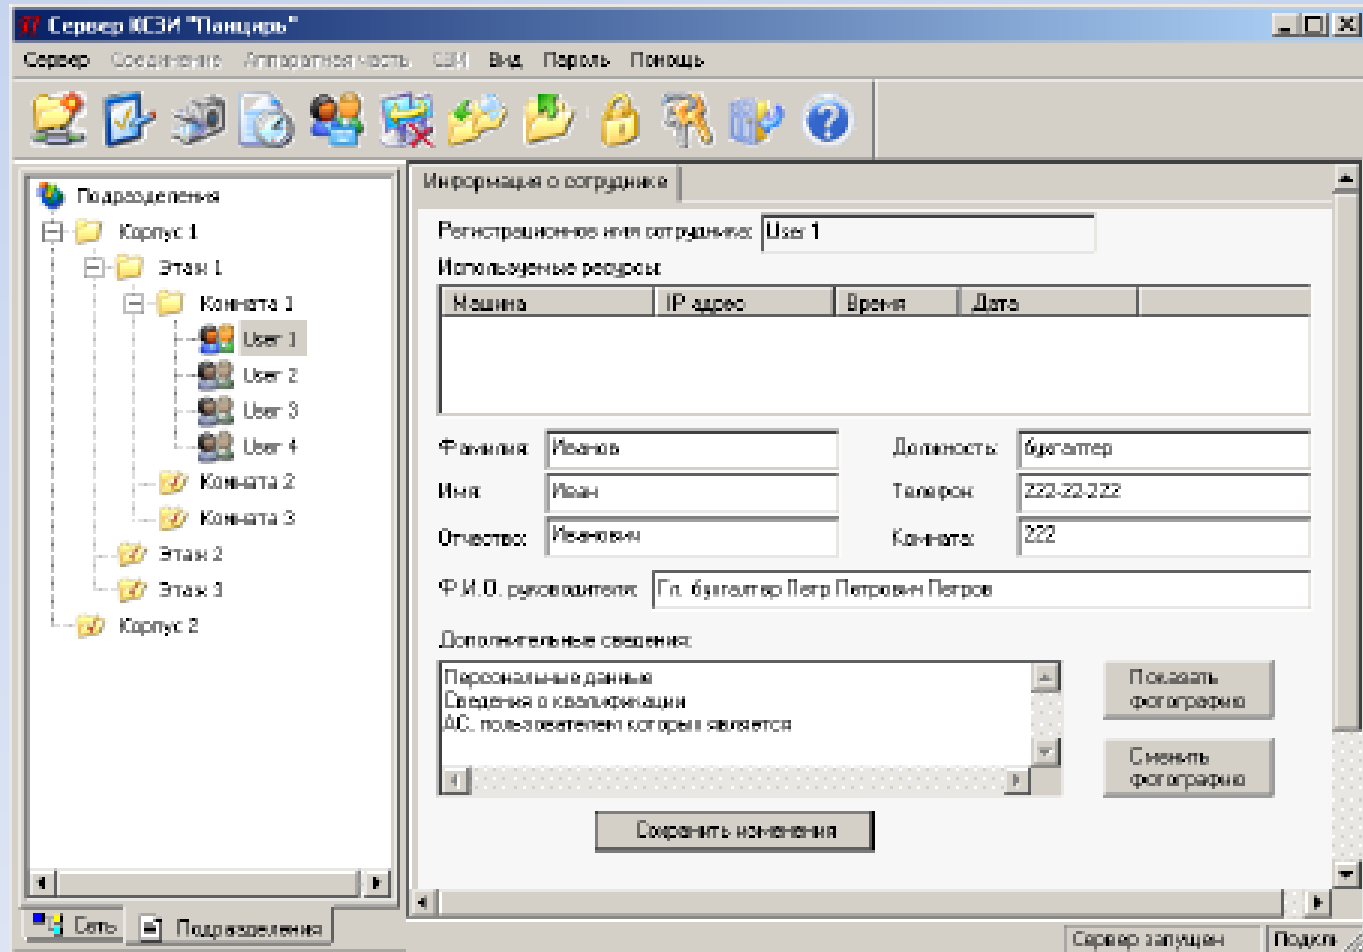 Сервер КСЗИ "Панцирь"
Сервер Соединение Аппаратная часть СЗИ Вид Пароль Помощь
Подразделения
Корпус 1
Этаж 1
Комната 1
User 1
User 2
User 3
User 4
Комната 2
Комната 3
Этаж 2
Этаж 3
Корпус 2
Сеть Подразделения
Информация о сотруднике
Регистрационное имя сотрудника: User 1
Используемые ресурсы:
Машина IP адрес Время Дата
Фамилия: Иванов Должность: бухгалтер
Имя: Иван Телефон: 222-22-222
Отчество: Иванович Комната: 222
Ф.И.О. руководителя: Гл. бухгалтер Петр Петрович Петров
Дополнительные сведения:
Персональные данные
Сведения о квалификации
АС, пользователем которых является
Показать
фотографию
Сменить
фотографию
Сохранить изменения
Сервер запущен Подкл